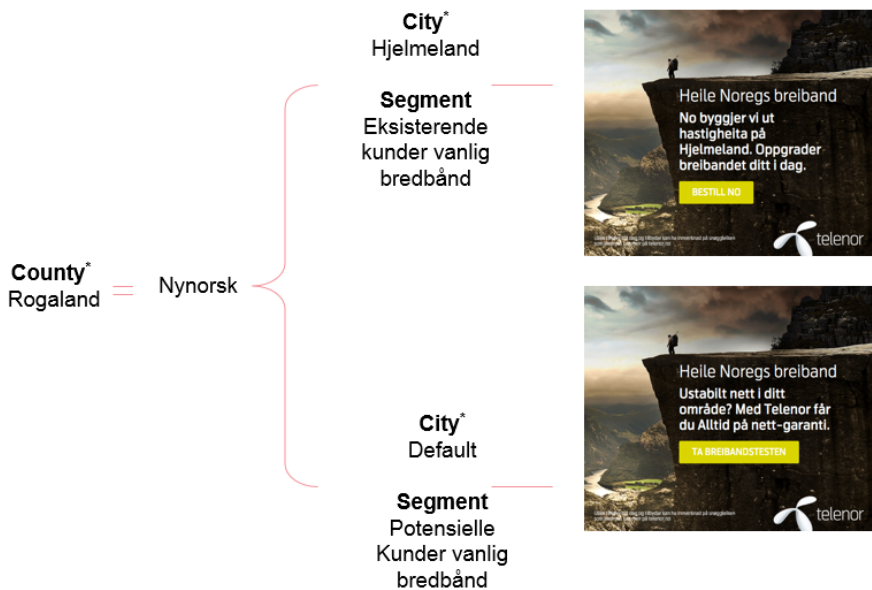 County*
Rogaland
Nynorsk
City*
Hjelmeland
Segment
Eksisterende
kunder vanlig
bredbånd
Heile Noregs breiband
No byggjer vi ut
hastigheita på
Hjelmeland. Oppgrader
breibandet ditt i dag.
BESTILL NO
telenor
City*
Default
Segment
Potensielle
Kunder vanlig
bredbånd
Heile Noregs breiband
Ustabilt nett i ditt
område? Med Telenor får
du Alltid på nett-garanti.
TA BREIBANDSTESTEN
telenor